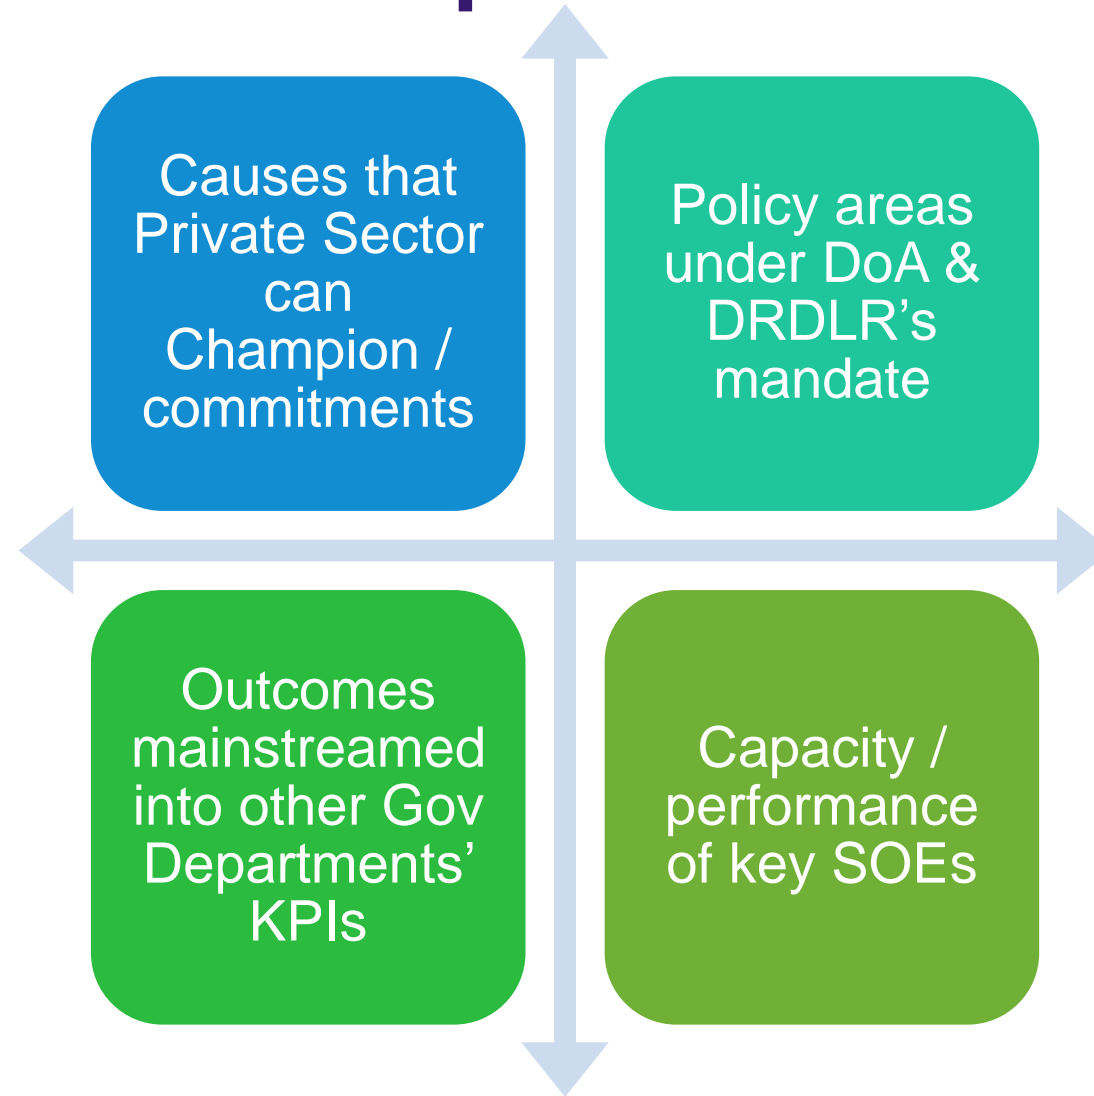 Causes that
Private Sector
can
Champion /
commitments
Policy areas
under DoA &
DRDLR’s
mandate
Outcomes
mainstreamed
into other Gov
Departments’
KPIs
Capacity /
performance
of key SOEs